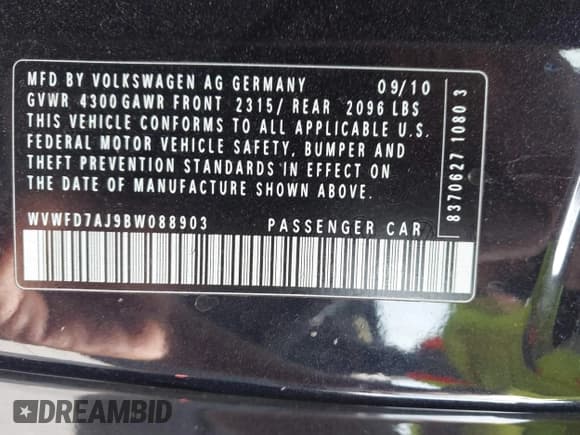 MFD BY VOLKSWAGEN AG GERMANY 09/10
GVWR 4300 GAWR FRONT 2315/ REAR 2096 LBS
THIS VEHICLE CONFORMS TO ALL APPLICABLE U.S.
FEDERAL MOTOR VEHICLE SAFETY, BUMPER AND
THEFT PREVENTION STANDARDS IN EFFECT ON
THE DATE OF MANUFACTURE SHOWN ABOVE.
WVWFD7AJ9BW088903 PASSENGER CAR
8370627 1080 3
DREAMBID